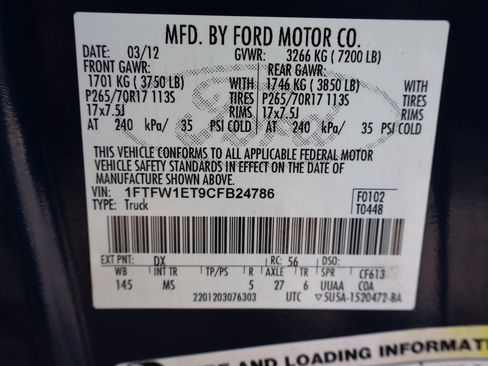 MFD. BY FORD MOTOR CO.
DATE: 03/12 GVWR: 3266 KG ( 7200 LB)
FRONT GAWR: REAR GAWR:
1701 KG ( 3750 LB) WITH 1746 KG ( 3850 LB) WITH
P265/70R17 113S TIRES P265/70R17 113S TIRES
17x7.5J RIMS 17x7.5J RIMS
AT 240 kPa/ 35 PSI COLD AT 240 kPa/ 35 PSI COLD
THIS VEHICLE CONFORMS TO ALL APPLICABLE FEDERAL MOTOR
VEHICLE SAFETY STANDARDS IN EFFECT ON THE DATE OF
MANUFACTURE SHOWN ABOVE.
VIN: 1FTFW1ET9CFB24786 F0102
TYPE: Truck T0448
EXT PNT: DX RC: 56 DSO:
WB INT TR TP/PS R AXLE TR SPR CF613
145 MS 5 27 6 UUAA COA
2201203076303 UTC 5U5A-1520472-BA
AND LOADING INFORMATI